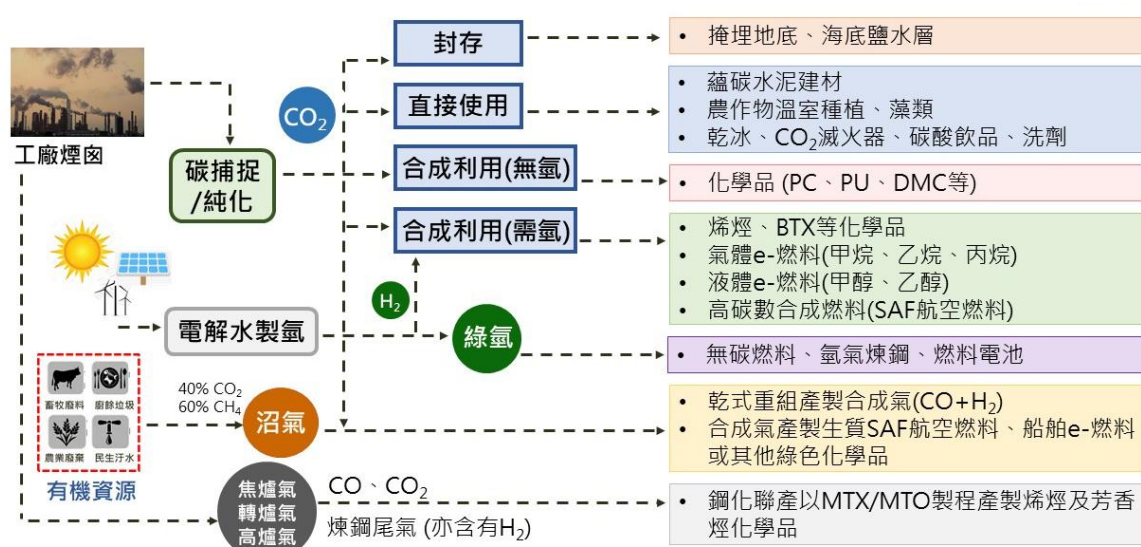 工廠煙囪
碳捕捉
/純化
CO₂
封存
直接使用
合成利用(無氫)
合成利用(需氫)
• 掩埋地底、海底鹽水層
• 蘊碳水泥建材
• 農作物溫室種植、藻類
• 乾冰、CO₂滅火器、碳酸飲品、洗劑
• 化學品 (PC、PU、DMC等)
• 烯烴、BTX等化學品
• 氣體e-燃料(甲烷、乙烷、丙烷)
• 液體e-燃料(甲醇、乙醇)
• 高碳數合成燃料(SAF航空燃料)
電解水製氫
H₂
綠氫
• 無碳燃料、氫氣煉鋼、燃料電池
畜牧廢料
廚餘垃圾
農業廢棄
民生汙水
有機資源
40% CO₂
60% CH₄
沼氣
• 乾式重組產製合成氣(CO+H₂)
• 合成氣產製生質SAF航空燃料、船舶e-燃料
或其他綠色化學品
焦爐氣
轉爐氣
高爐氣
CO、CO₂
煉鋼尾氣 (亦含有H₂)
• 鋼化聯產以MTX/MTO製程產製烯烴及芳香
烴化學品